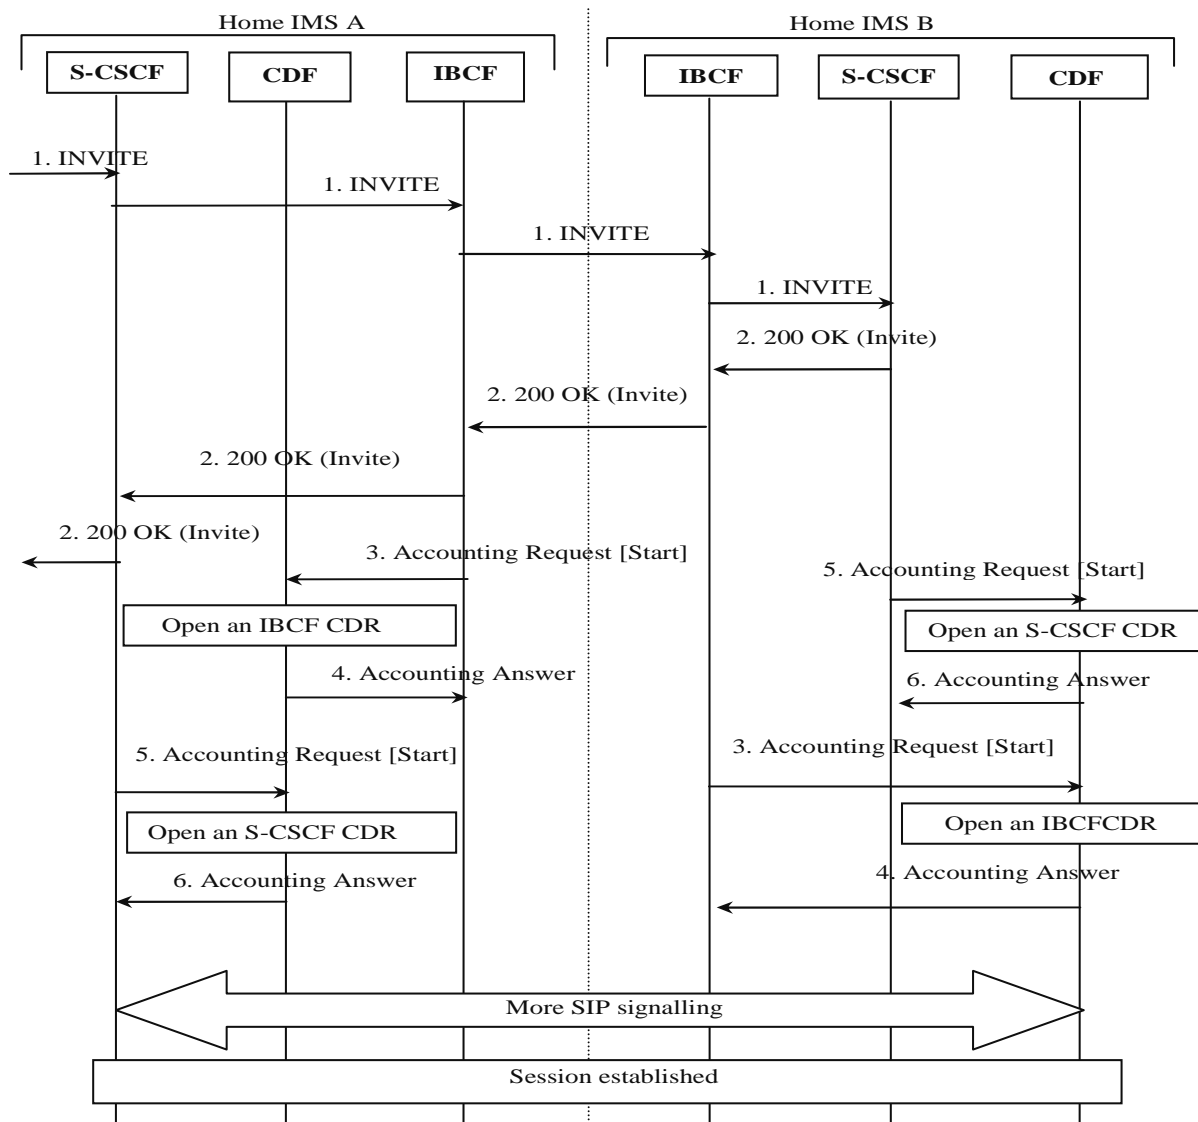 Home IMS A
Home IMS B
S-CSCF
CDF
IBCF
IBCF
S-CSCF
CDF
1. INVITE
1. INVITE
1. INVITE
1. INVITE
2. 200 OK (Invite)
2. 200 OK (Invite)
2. 200 OK (Invite)
2. 200 OK (Invite)
3. Accounting Request [Start]
5. Accounting Request [Start]
Open an IBCF CDR
Open an S-CSCF CDR
4. Accounting Answer
6. Accounting Answer
5. Accounting Request [Start]
3. Accounting Request [Start]
Open an S-CSCF CDR
Open an IBCFCDR
6. Accounting Answer
4. Accounting Answer
More SIP signalling
Session established